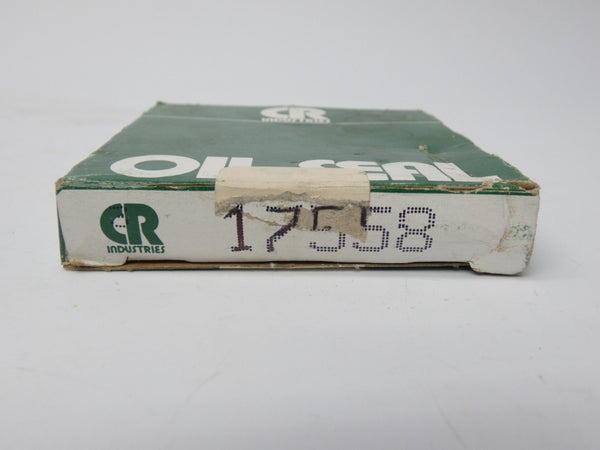 CR
INDUSTRIES
OIL SEAL
CR
INDUSTRIES
17558